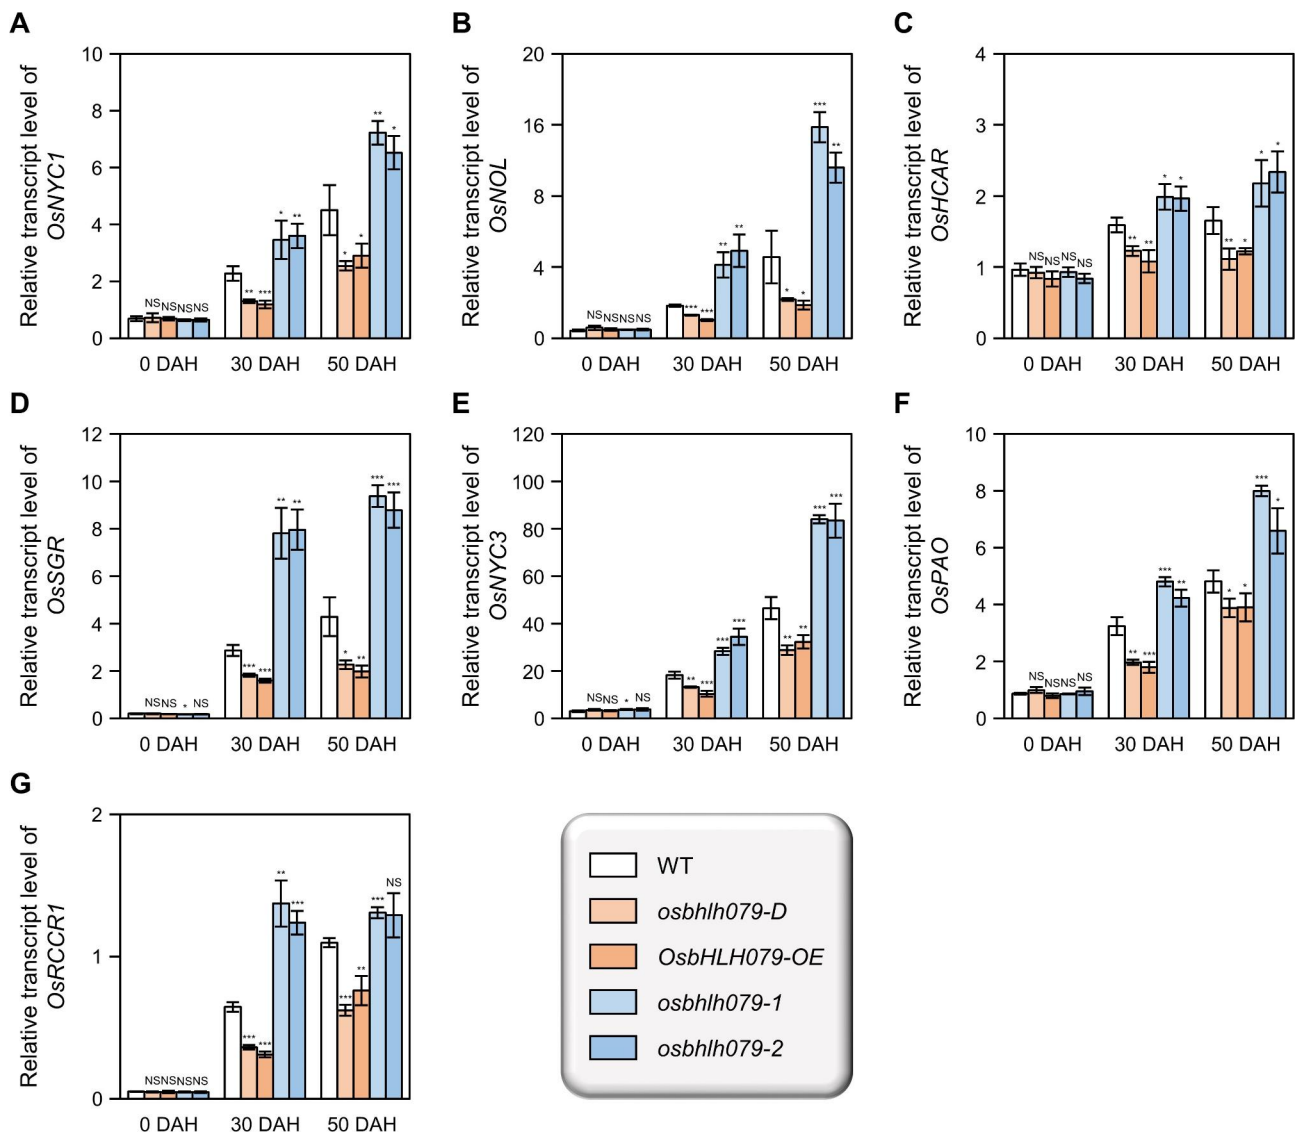 A
Relative transcript level of
OsNYC1
10
8
6
4
2
0
NS NS NS NS
** *** * **
* * ** *
0 DAH 30 DAH 50 DAH
B
Relative transcript level of
OsNOL
20
16
8
4
0
NS NS NS NS
*** *** ** **
* * *** **
0 DAH 30 DAH 50 DAH
C
Relative transcript level of
OsHCAR
4
3
2
1
0
NS NS NS NS
** ** * *
** * * *
0 DAH 30 DAH 50 DAH
D
Relative transcript level of
OsSGR
12
10
8
6
4
2
0
NS NS * NS
*** *** ** **
* ** *** ***
0 DAH 30 DAH 50 DAH
E
Relative transcript level of
OsNYC3
120
100
80
60
40
20
0
NS NS * NS
** *** *** ***
** ** *** ***
0 DAH 30 DAH 50 DAH
F
Relative transcript level of
OsPAO
10
8
6
4
2
0
NS NS NS NS
** *** *** **
* * *** *
0 DAH 30 DAH 50 DAH
G
Relative transcript level of
OsRCCR1
2
1
0
NS NS NS NS
*** *** ** ***
*** ** *** NS
0 DAH 30 DAH 50 DAH
WT
osbhlh079-D
OsbHLH079-OE
osbhlh079-1
osbhlh079-2